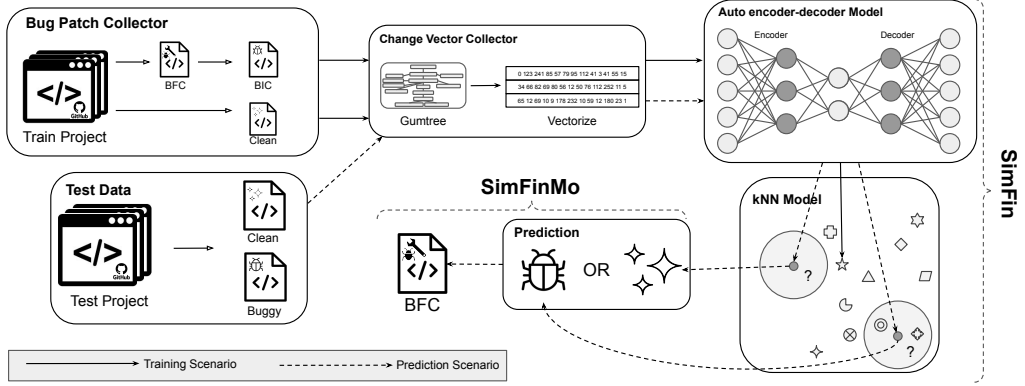 Bug Patch Collector
</>
GitHub
Train Project
</>
BFC
</>
BIC
</>
Clean
Change Vector Collector
Gumtree
0 123 241 85 57 79 95 112 41 3 41 55 15
34 66 82 69 80 56 12 50 76 112 252 11 5
65 12 69 10 9 178 232 10 59 12 180 23 1
Vectorize
Auto encoder-decoder Model
Encoder
Decoder
SimFin
Test Data
</>
GitHub
Test Project
</>
Clean
</>
Buggy
SimFinMo
</>
BFC
Prediction
OR
kNN Model
?
?
Training Scenario
Prediction Scenario